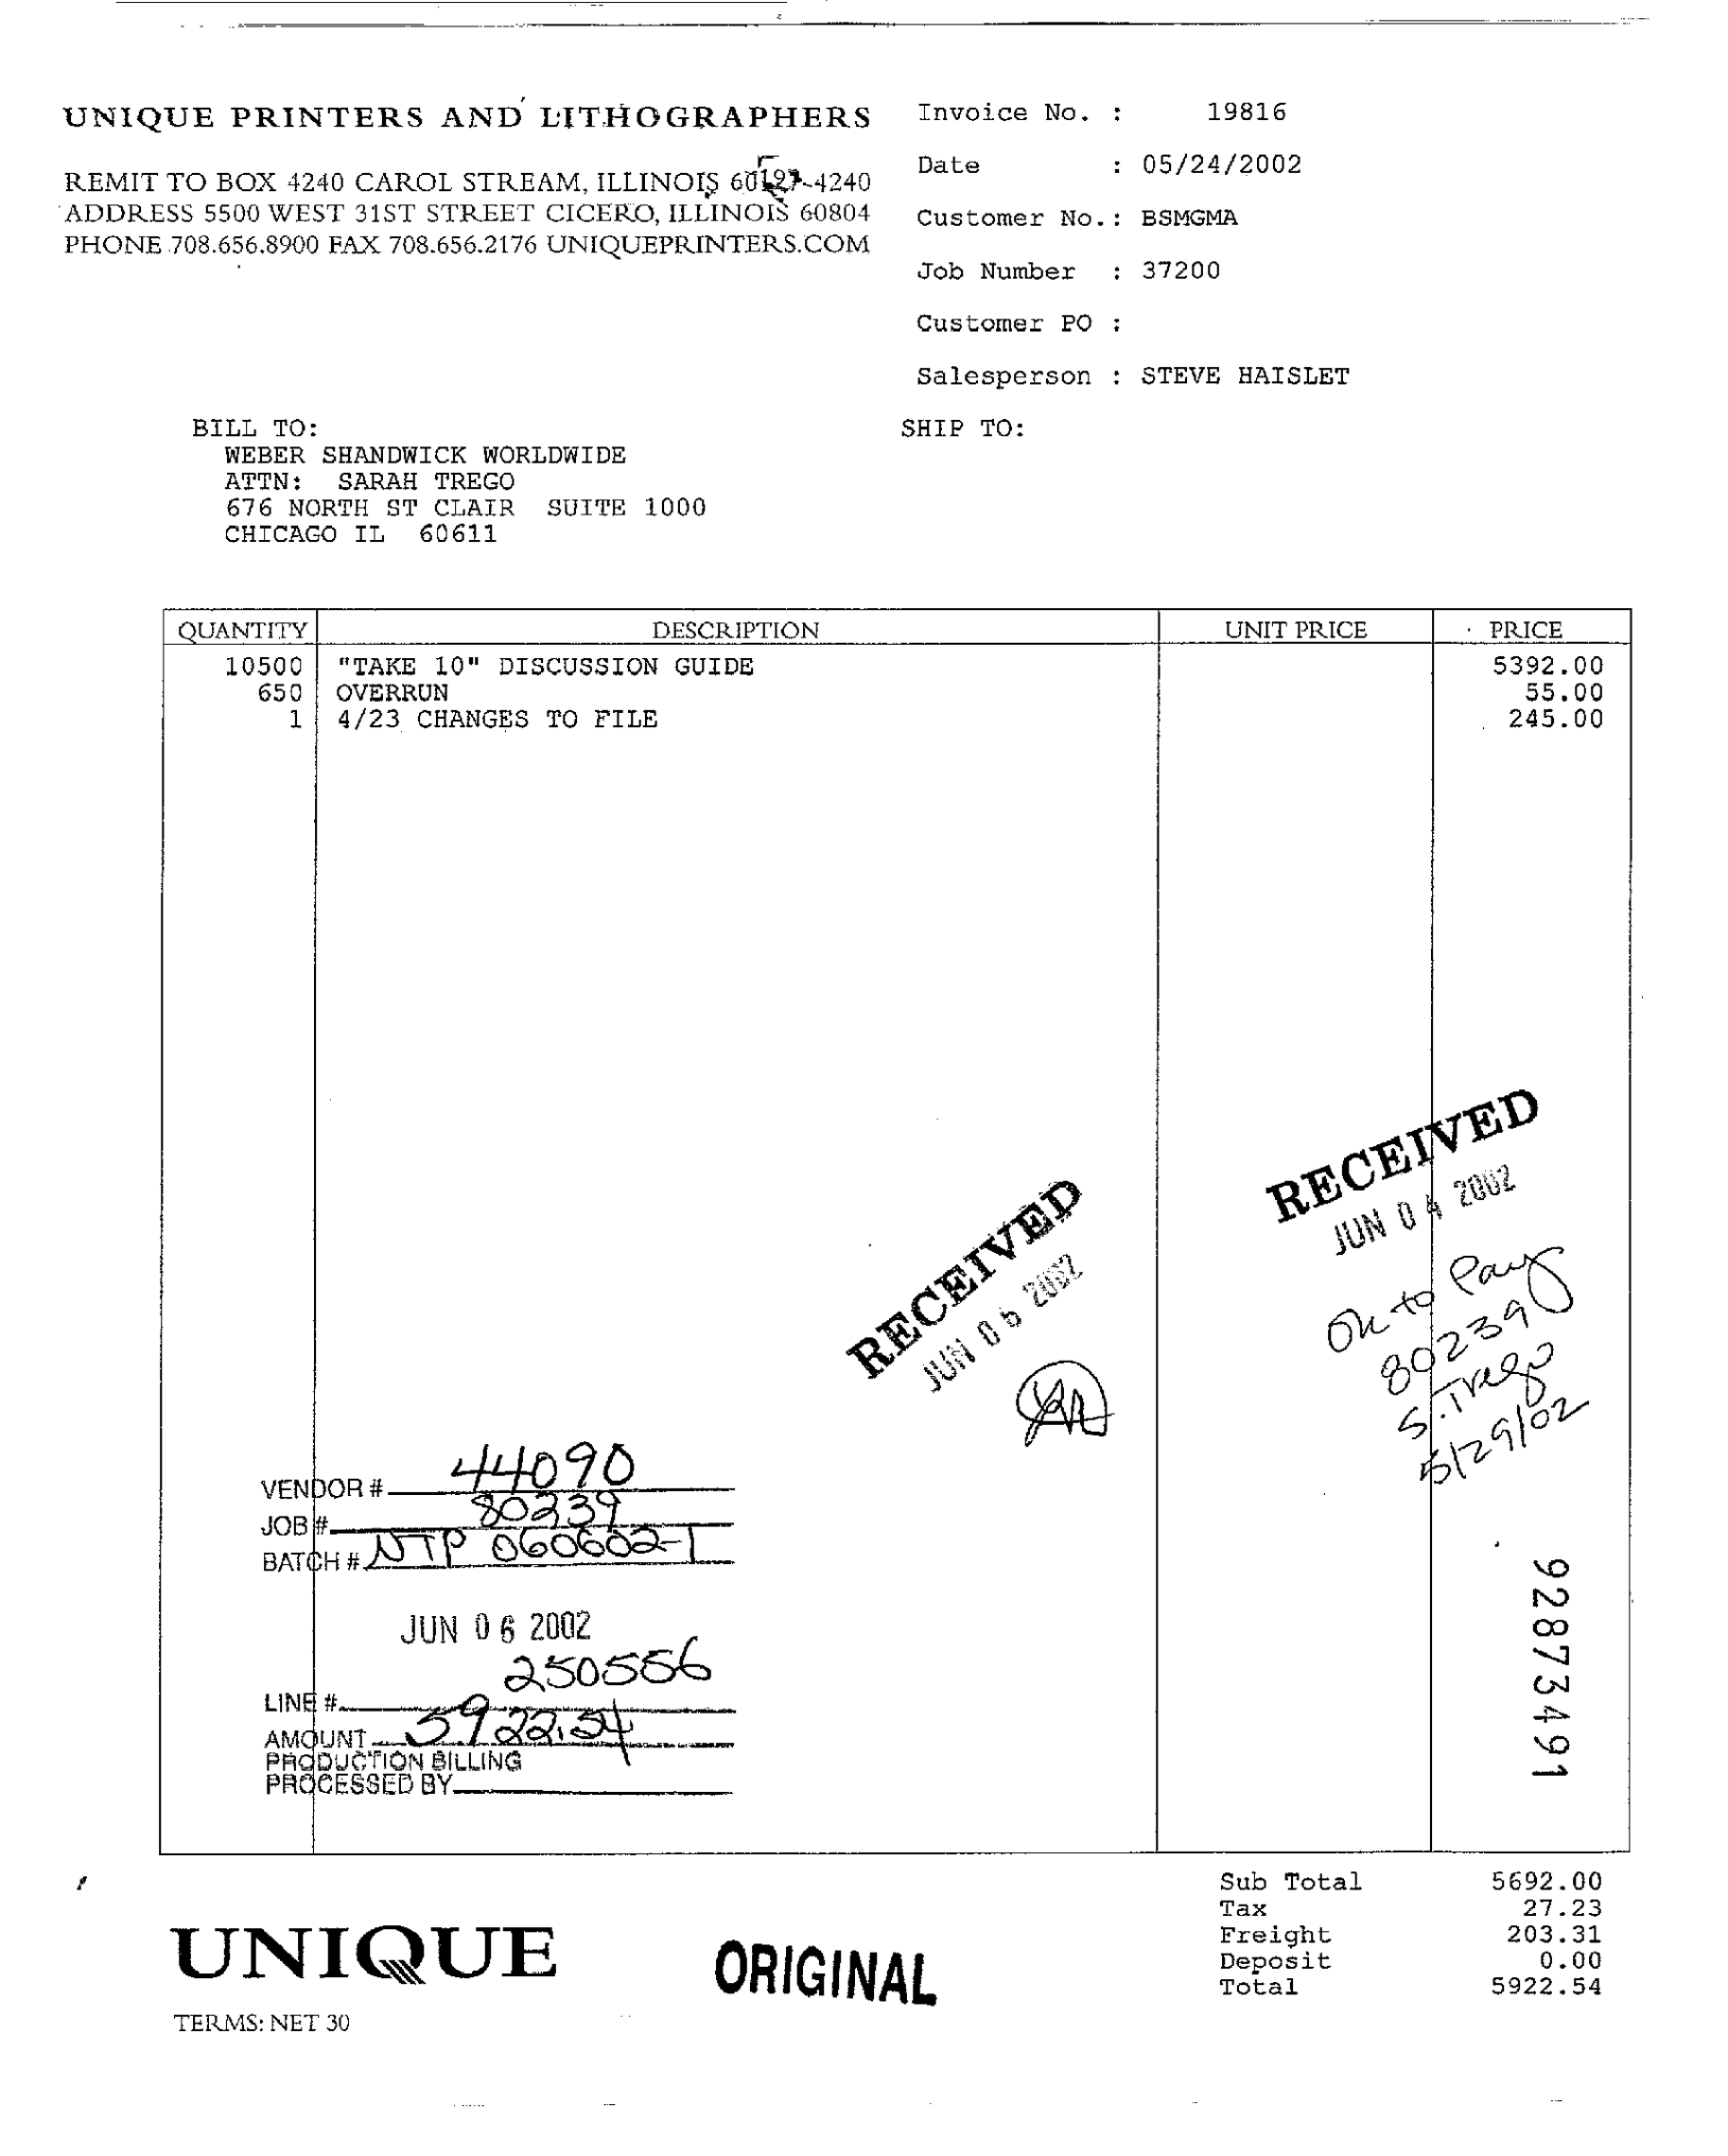 UNIQUE PRINTERS AND LITHOGRAPHERS
REMIT TO BOX 4240 CAROL STREAM, ILLINOIS 60197-4240
ADDRESS 5500 WEST 31ST STREET CICERO, ILLINOIS 60804
PHONE 708.656.8900 FAX 708.656.2176 UNIQUEPRINTERS.COM
Invoice No. : 19816
Date : 05/24/2002
Customer No.: BSMGMA
Job Number : 37200
Customer PO :
Salesperson : STEVE HAISLET
BILL TO:
WEBER SHANDWICK WORLDWIDE
ATTN: SARAH TREGO
676 NORTH ST CLAIR SUITE 1000
CHICAGO IL 60611
SHIP TO:
QUANTITY DESCRIPTION UNIT PRICE PRICE
10500 "TAKE 10" DISCUSSION GUIDE 5392.00
650 OVERRUN 55.00
1 4/23 CHANGES TO FILE 245.00
RECEIVED
JUN 04 2002
RECEIVED
JUN 06 2002
Ok to Pay
80239
S. Trego
5/29/02
VENDOR # 44090
JOB # 80239
BATCH # NTP 060602-1
JUN 06 2002
LINE # 250556
AMOUNT 5922.54
PRODUCTION BILLING
PROCESSED BY
92873491
Sub Total 5692.00
Tax 27.23
Freight 203.31
Deposit 0.00
Total 5922.54
UNIQUE
ORIGINAL
TERMS: NET 30